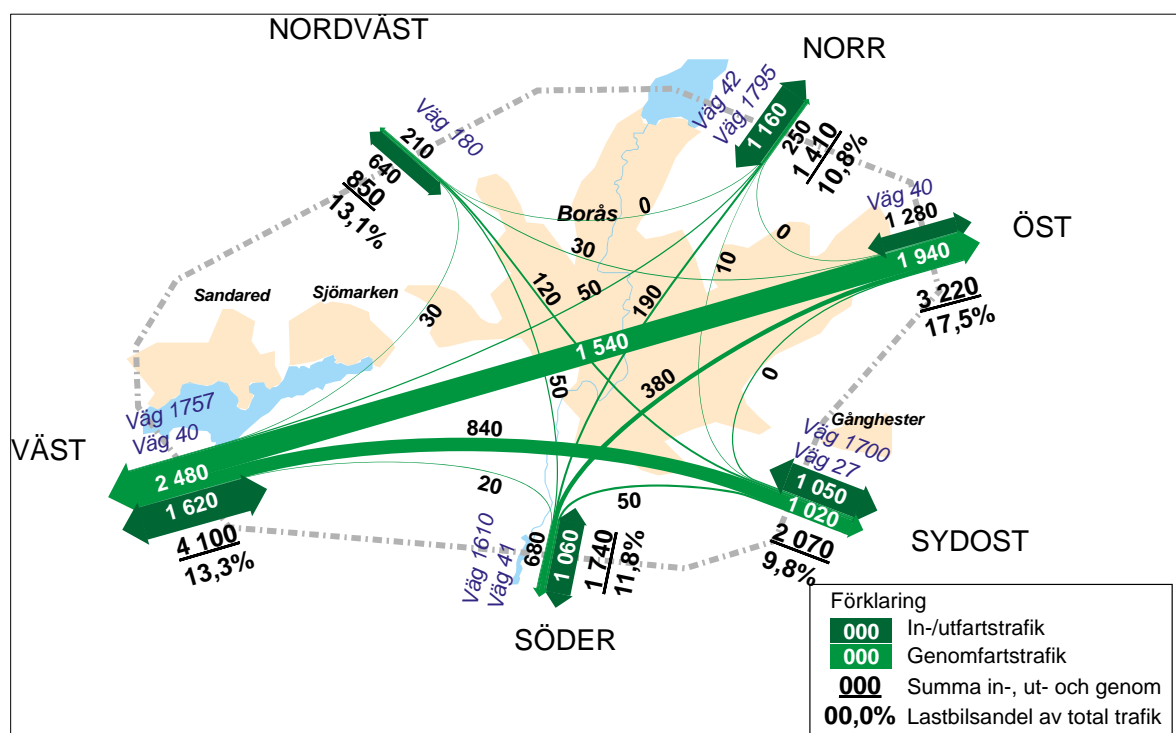 NORDVÄST
NORR
Väg 180
210
640
850
13,1%
Väg 42
Väg 1795
1 160
250
1 410
10,8%
Väg 40
1 280
1 940
ÖST
3 220
17,5%
Borås
0
30
0
10
Sandared
Sjömarken
30
120
50
190
1 540
50
380
0
Gånghester
Väg 1757
Väg 40
VÄST
2 480
1 620
4 100
13,3%
840
20
50
Väg 1700
Väg 27
1 050
1 020
2 070
9,8%
SYDOST
Väg 1610
Väg 41
680
1 060
1 740
11,8%
SÖDER
Förklaring
000 In-/utfartstrafik
000 Genomfartstrafik
000 Summa in-, ut- och genom
00,0% Lastbilsandel av total trafik